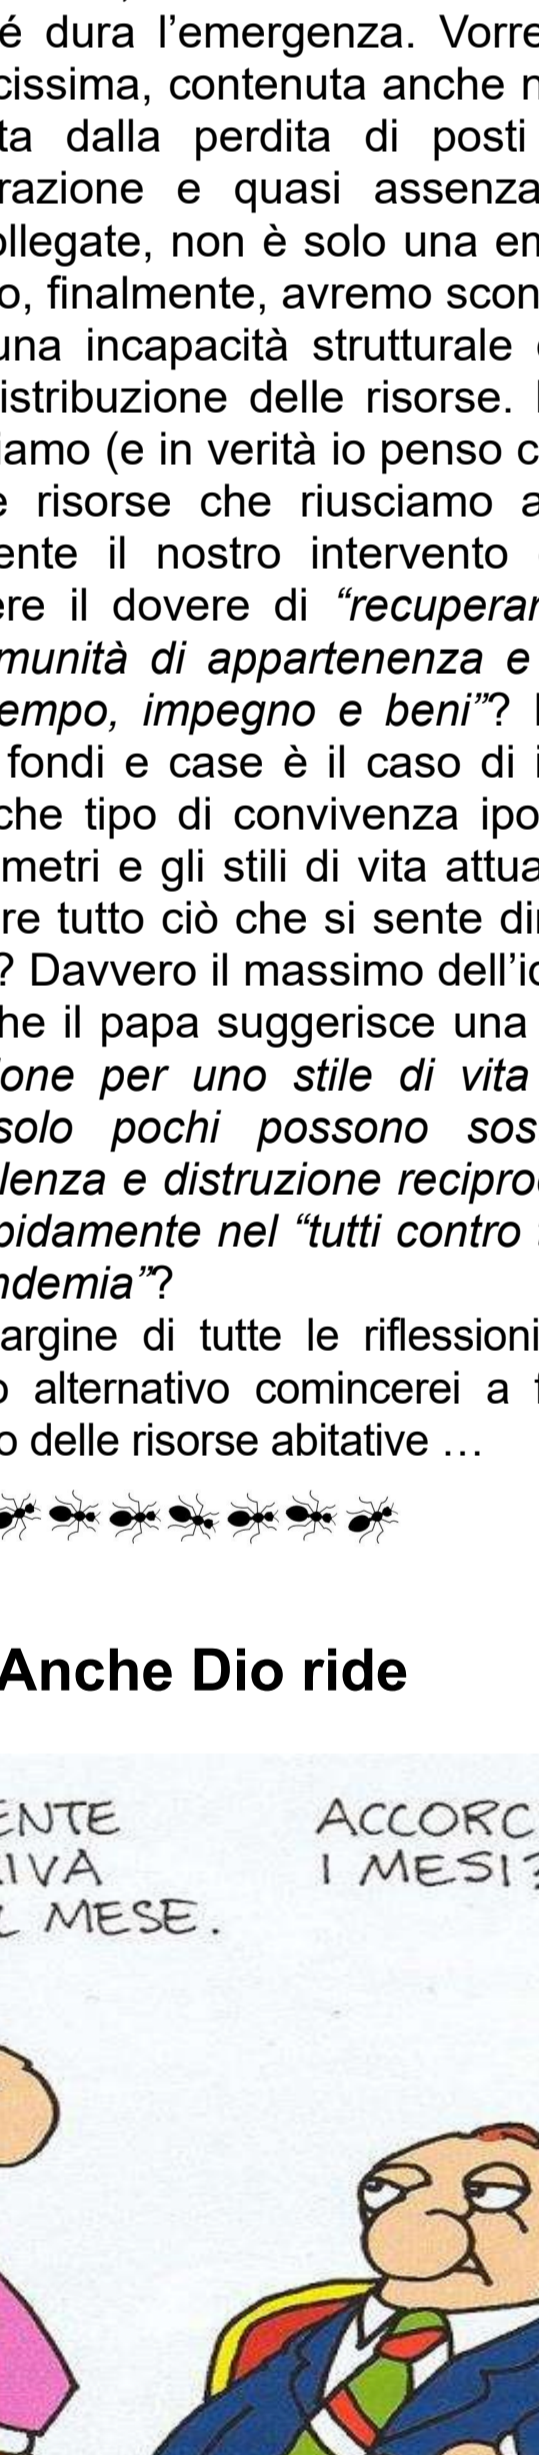 é dura l’emergenza. Vorre
cissima, contenuta anche n
ta dalla perdita di posti
razione e quasi assenza
ollegate, non è solo una en
o, finalmente, avremo scon
una incapacità strutturale
istribuzione delle risorse.
iamo (e in verità io penso c
e risorse che riusciamo a
ente il nostro intervento
ere il dovere di “recuperar
munità di appartenenza e
empo, impegno e beni”?
fondi e case è il caso di i
che tipo di convivenza ipo
metri e gli stili di vita attua
re tutto ciò che si sente dir
? Davvero il massimo dell’io
he il papa suggerisce una
ione per uno stile di vita
solo pochi possono sos
lenza e distruzione reciproc
pidamente nel “tutti contro
ndemia”?
argine di tutte le riflessioni
o alternativo comincerei a
o delle risorse abitative …
Anche Dio ride
ENTE
IVA
L MESE.
ACCORC
I MESI?